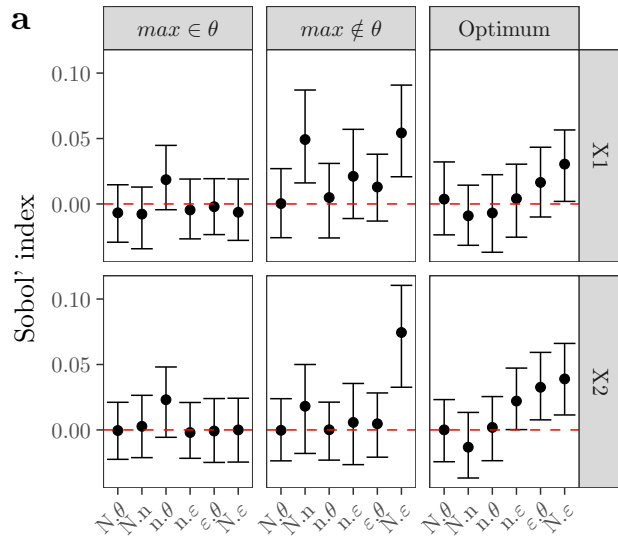 a
max ∈ θ
max ∉ θ
Optimum
Sobol' index
0.10
0.05
0.00
X1
0.10
0.05
0.00
X2
N.θ N.n n.θ n.ε ε.θ N.ε
N.θ N.n n.θ n.ε ε.θ N.ε
N.θ N.n n.θ n.ε ε.θ N.ε